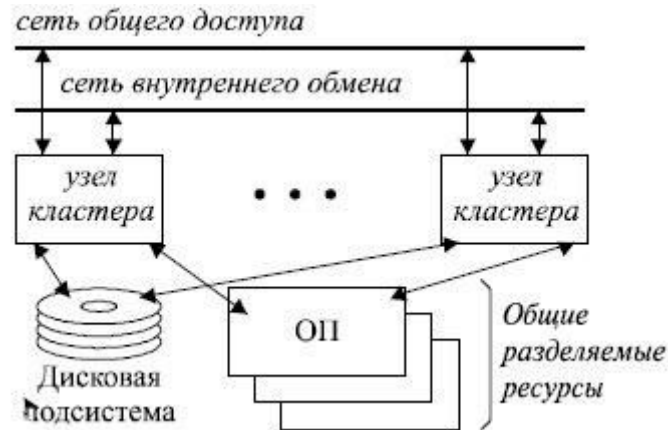 сеть общего доступа
сеть внутреннего обмена
узел
кластера
узел
кластера
ОП
Общие
разделяемые
ресурсы
Дисковая
подсистема